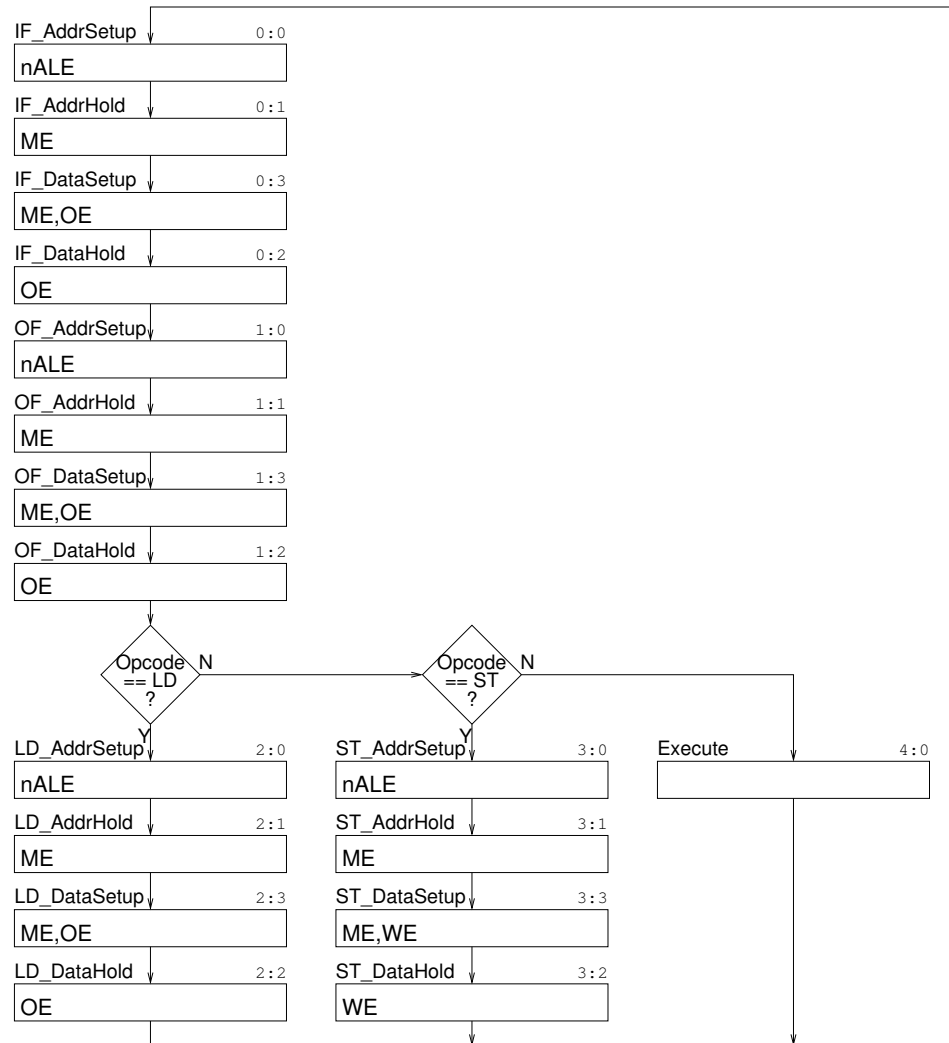 IF_AddrSetup 0:0
nALE
IF_AddrHold 0:1
ME
IF_DataSetup 0:3
ME,OE
IF_DataHold 0:2
OE
OF_AddrSetup 1:0
nALE
OF_AddrHold 1:1
ME
OF_DataSetup 1:3
ME,OE
OF_DataHold 1:2
OE
Opcode
== LD
?
N
Y
Opcode
== ST
?
N
Y
LD_AddrSetup 2:0
nALE
LD_AddrHold 2:1
ME
LD_DataSetup 2:3
ME,OE
LD_DataHold 2:2
OE
ST_AddrSetup 3:0
nALE
ST_AddrHold 3:1
ME
ST_DataSetup 3:3
ME,WE
ST_DataHold 3:2
WE
Execute 4:0